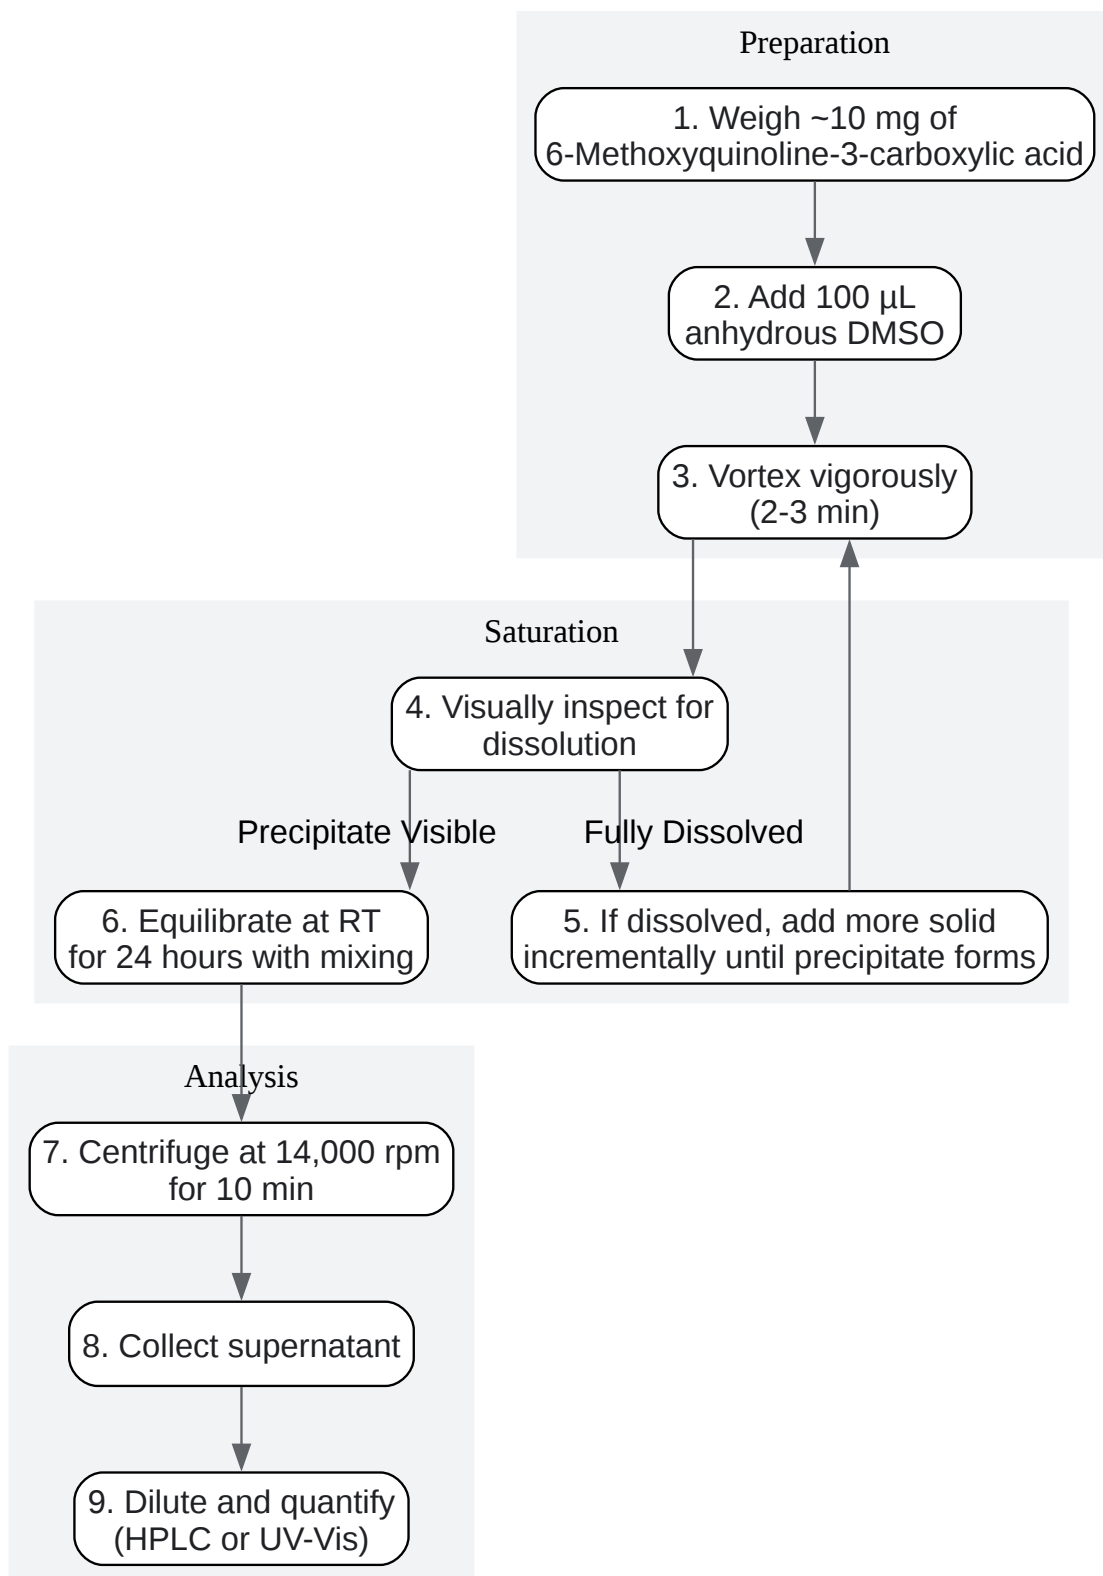 Preparation
1. Weigh ~10 mg of
6-Methoxyquinoline-3-carboxylic acid
2. Add 100 µL
anhydrous DMSO
3. Vortex vigorously
(2-3 min)
Saturation
4. Visually inspect for
dissolution
Precipitate Visible
Fully Dissolved
6. Equilibrate at RT
for 24 hours with mixing
5. If dissolved, add more solid
incrementally until precipitate forms
Analysis
7. Centrifuge at 14,000 rpm
for 10 min
8. Collect supernatant
9. Dilute and quantify
(HPLC or UV-Vis)